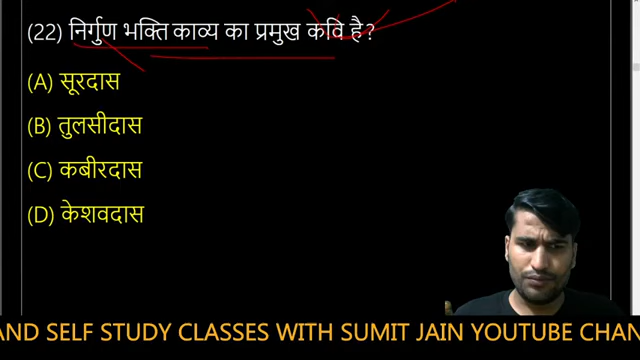 (22) निर्गुण भक्ति काव्य का प्रमुख कवि है?
(A) सूरदास
(B) तुलसीदास
(C) कबीरदास
(D) केशवदास
AND SELF STUDY CLASSES WITH SUMIT JAIN YOUTUBE CHAN